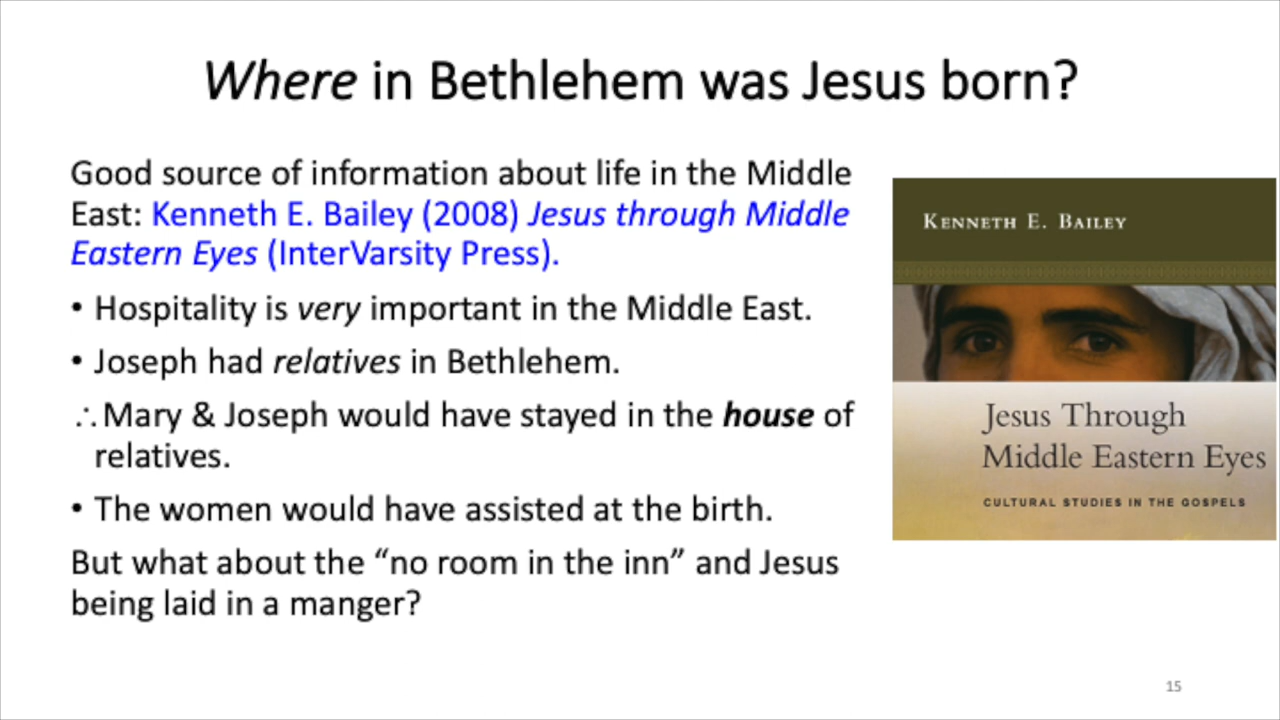 Where in Bethlehem was Jesus born?
Good source of information about life in the Middle
East: Kenneth E. Bailey (2008) Jesus through Middle
Eastern Eyes (InterVarsity Press).
• Hospitality is very important in the Middle East.
• Joseph had relatives in Bethlehem.
∴ Mary & Joseph would have stayed in the house of
relatives.
• The women would have assisted at the birth.
But what about the “no room in the inn” and Jesus
being laid in a manger?
KENNETH E. BAILEY
Jesus Through
Middle Eastern Eyes
CULTURAL STUDIES IN THE GOSPELS
15